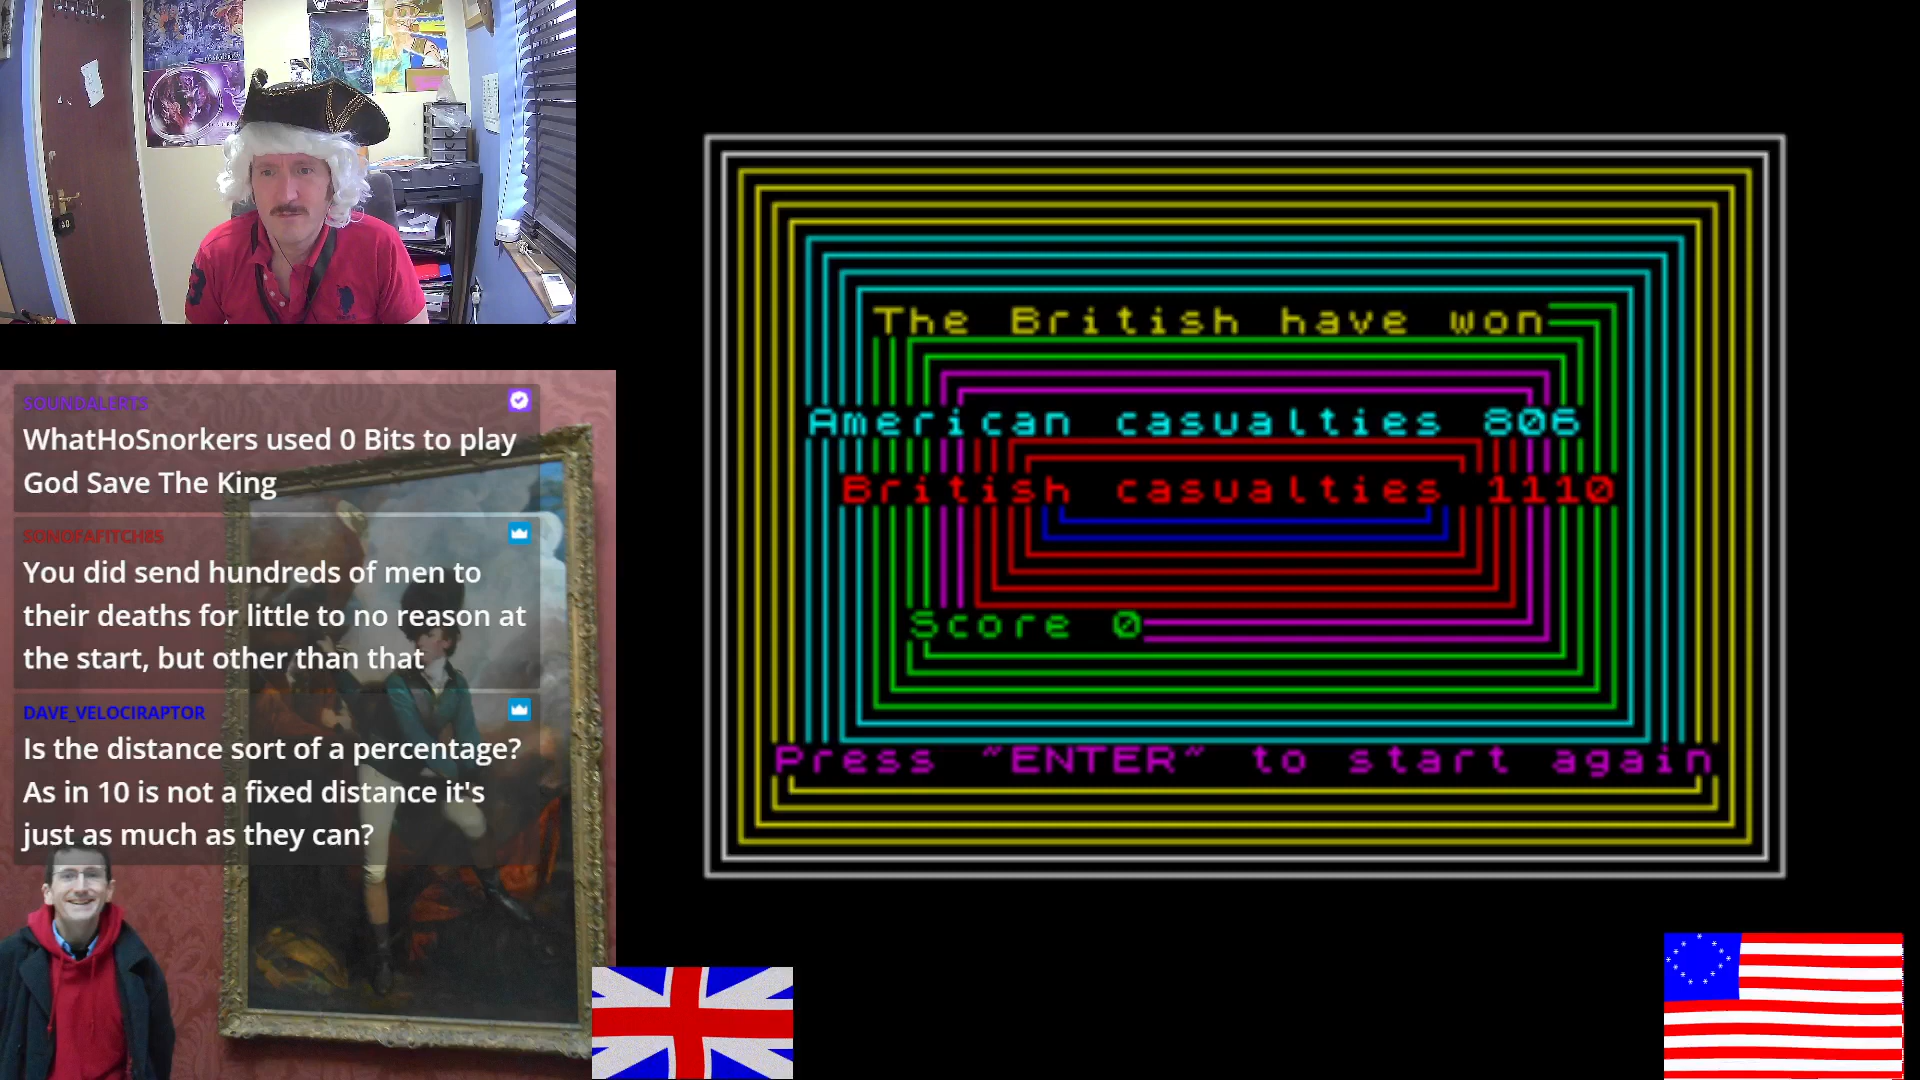 SOUNDALERTS
WhatHoSnorkers used 0 Bits to play
God Save The King
SONOFAFITCH85
You did send hundreds of men to
their deaths for little to no reason at
the start, but other than that
DAVE_VELOCIRAPTOR
Is the distance sort of a percentage?
As in 10 is not a fixed distance it's
just as much as they can?
The British have won
American casualties 806
British casualties 1110
Score 0
Press "ENTER" to start again